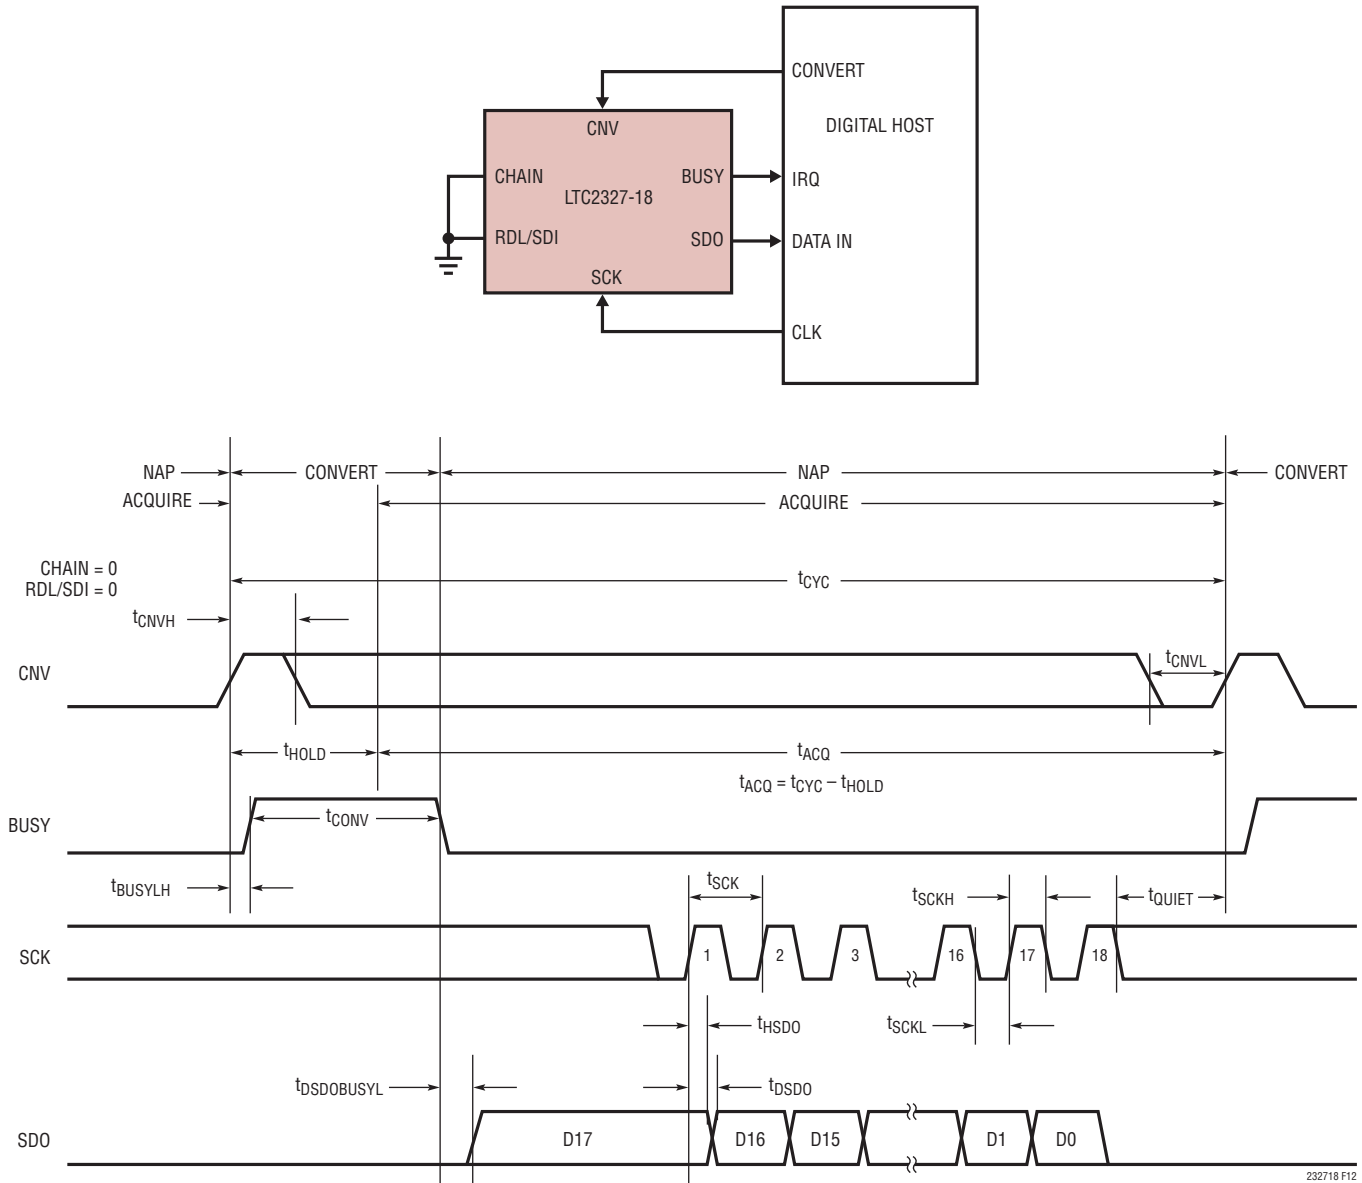 CONVERT
CNV
DIGITAL HOST
CHAIN
BUSY
IRQ
LTC2327-18
RDL/SDI
SDO
DATA IN
SCK
CLK
NAP
CONVERT
NAP
CONVERT
ACQUIRE
ACQUIRE
CHAIN = 0
RDL/SDI = 0
tCYC
tCNVH
CNV
tCNVL
tHOLD
tACQ
tACQ = tCYC – tHOLD
BUSY
tCONV
tBUSYLH
tSCK
tSCKH
tQUIET
SCK
1
2
3
16
17
18
tHSDO
tSCKL
tDSDOBUSYL
tDSDO
SDO
D17
D16
D15
D1
D0
232718 F12